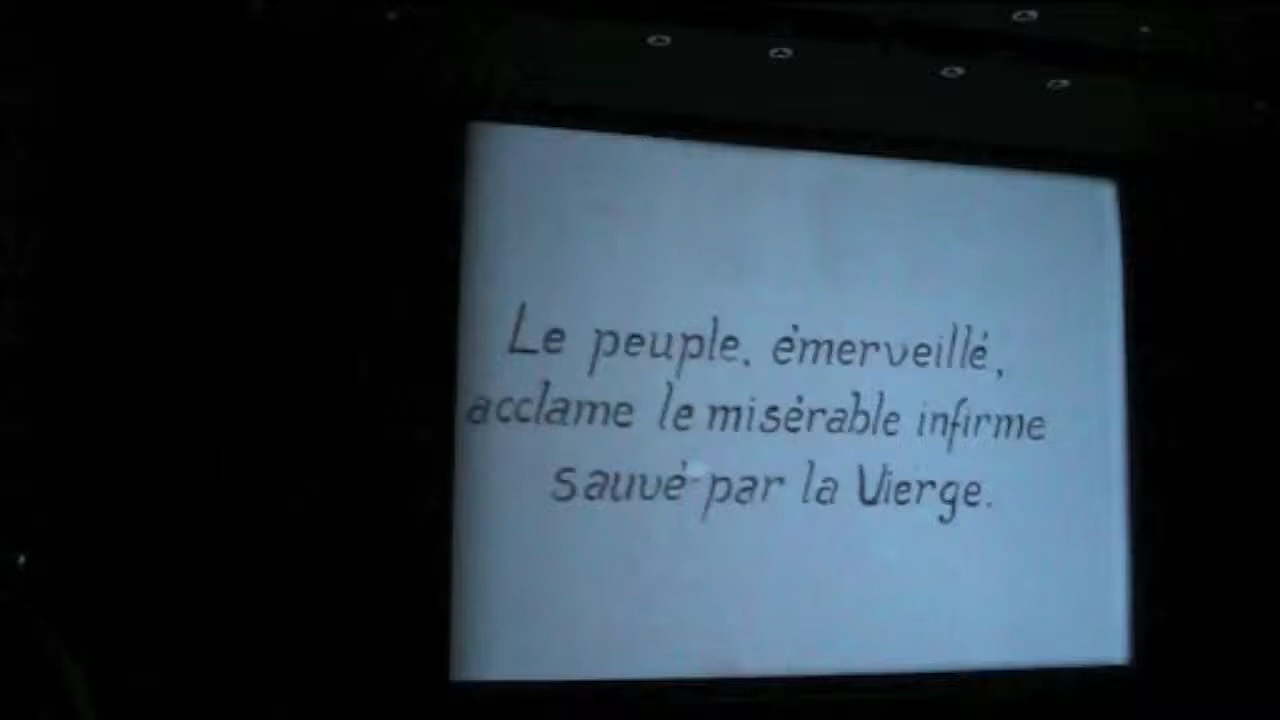 Le peuple, émerveillé,
acclame le misérable infirme
sauvé par la Vierge.